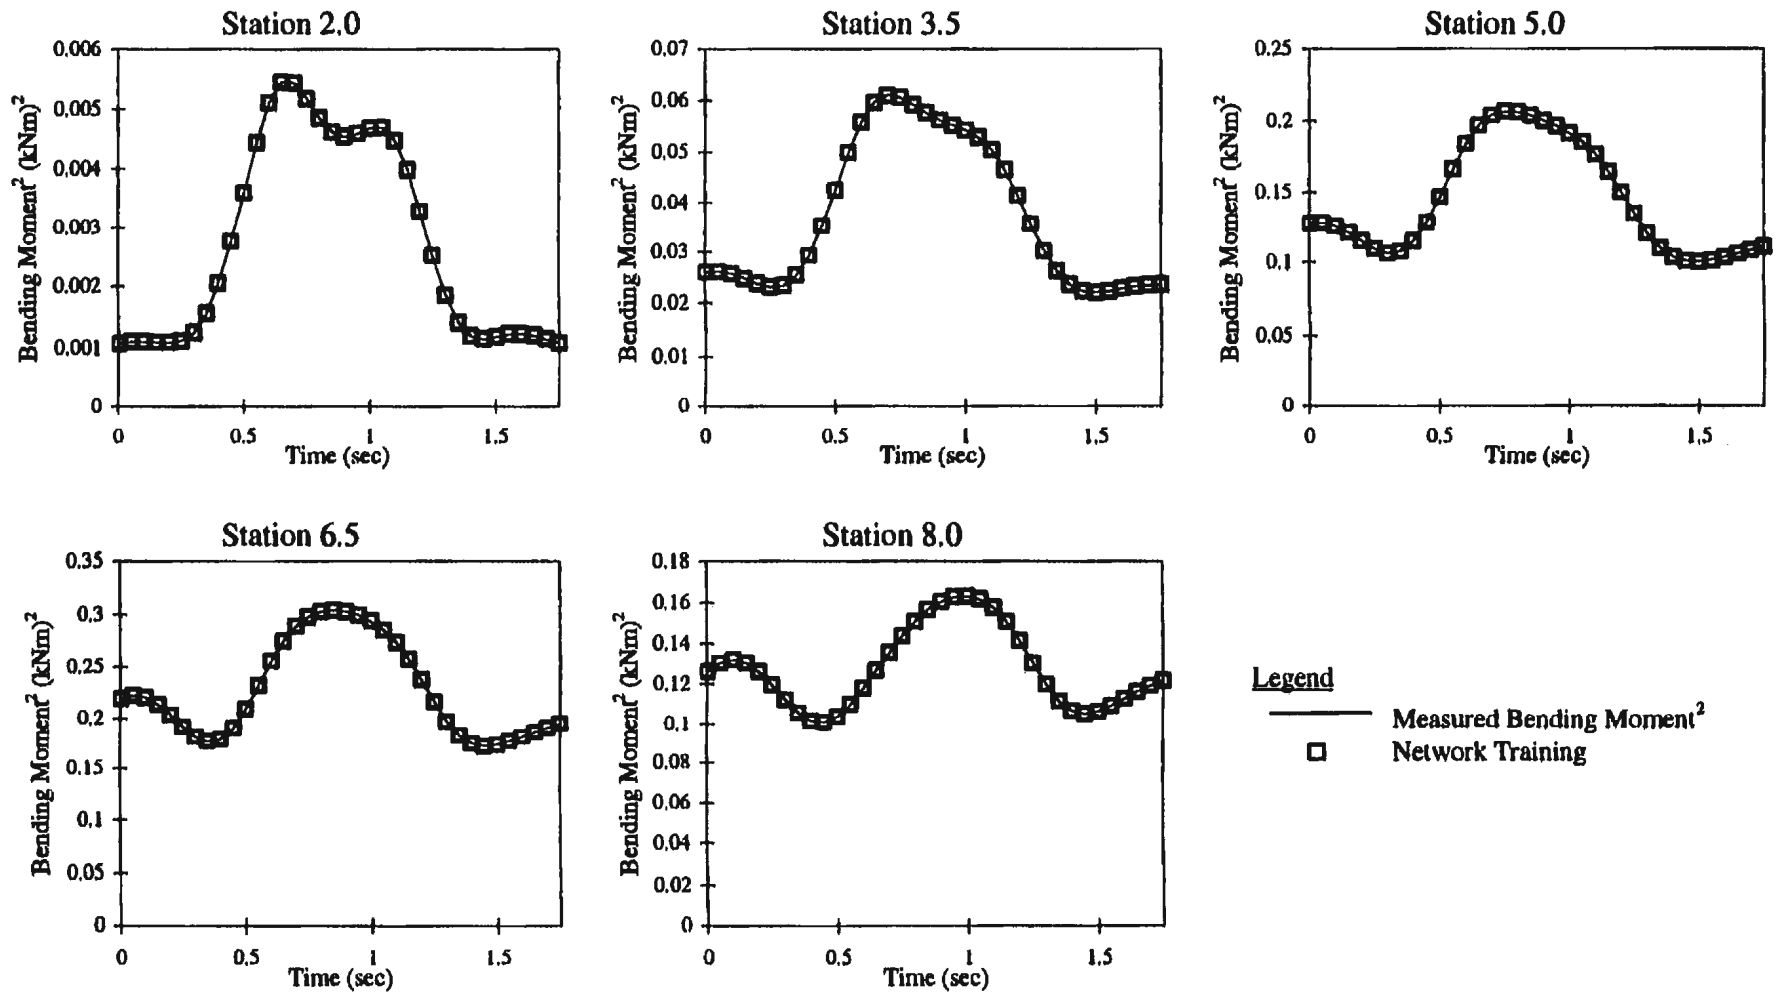 Station 2.0
Bending Moment² (kNm)²
0.006
0.005
0.004
0.003
0.002
0.001
0
0 0.5 1 1.5
Time (sec)
Station 3.5
Bending Moment² (kNm)²
0.07
0.06
0.05
0.04
0.03
0.02
0.01
0
0 0.5 1 1.5
Time (sec)
Station 5.0
Bending Moment² (kNm)²
0.25
0.2
0.15
0.1
0.05
0
0 0.5 1 1.5
Time (sec)
Station 6.5
Bending Moment² (kNm)²
0.35
0.3
0.25
0.2
0.15
0.1
0.05
0
0 0.5 1 1.5
Time (sec)
Station 8.0
Bending Moment² (kNm)²
0.18
0.16
0.14
0.12
0.1
0.08
0.06
0.04
0.02
0
0 0.5 1 1.5
Time (sec)
Legend
Measured Bending Moment²
Network Training